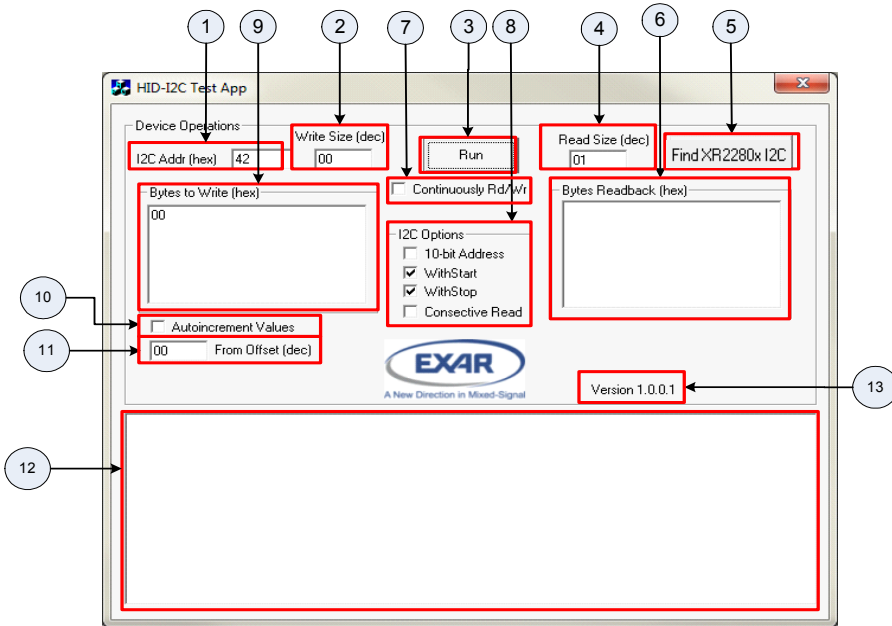 1 9 2 7 3 8 4 6 5
HID-I2C Test App
Device Operations
I2C Addr (hex) 42
Write Size (dec)
00
Run
Read Size (dec)
01
Find XR2280x I2C
Continuously Rd/Wr
Bytes to Write (hex)
00
I2C Options
10-bit Address
WithStart
WithStop
Consective Read
Bytes Readback (hex)
10
Autoincrement Values
11
00 From Offset (dec)
EXAR
A New Direction in Mixed-Signal
Version 1.0.0.1
13
12